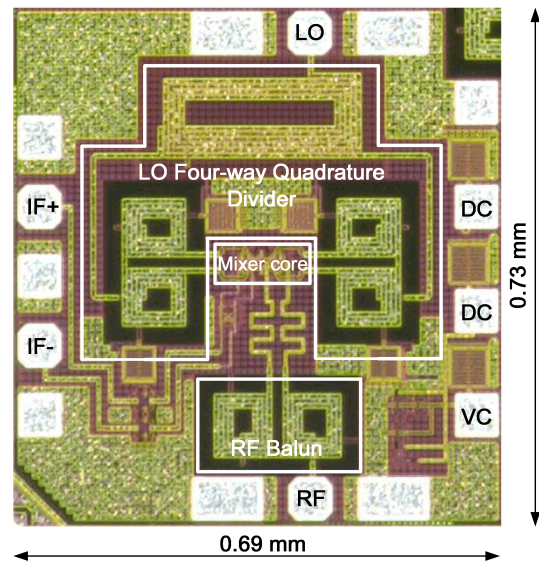 LO
LO Four-way Quadrature
Divider
IF+
DC
Mixer core
DC
IF-
VC
RF Balun
RF
0.73 mm
0.69 mm